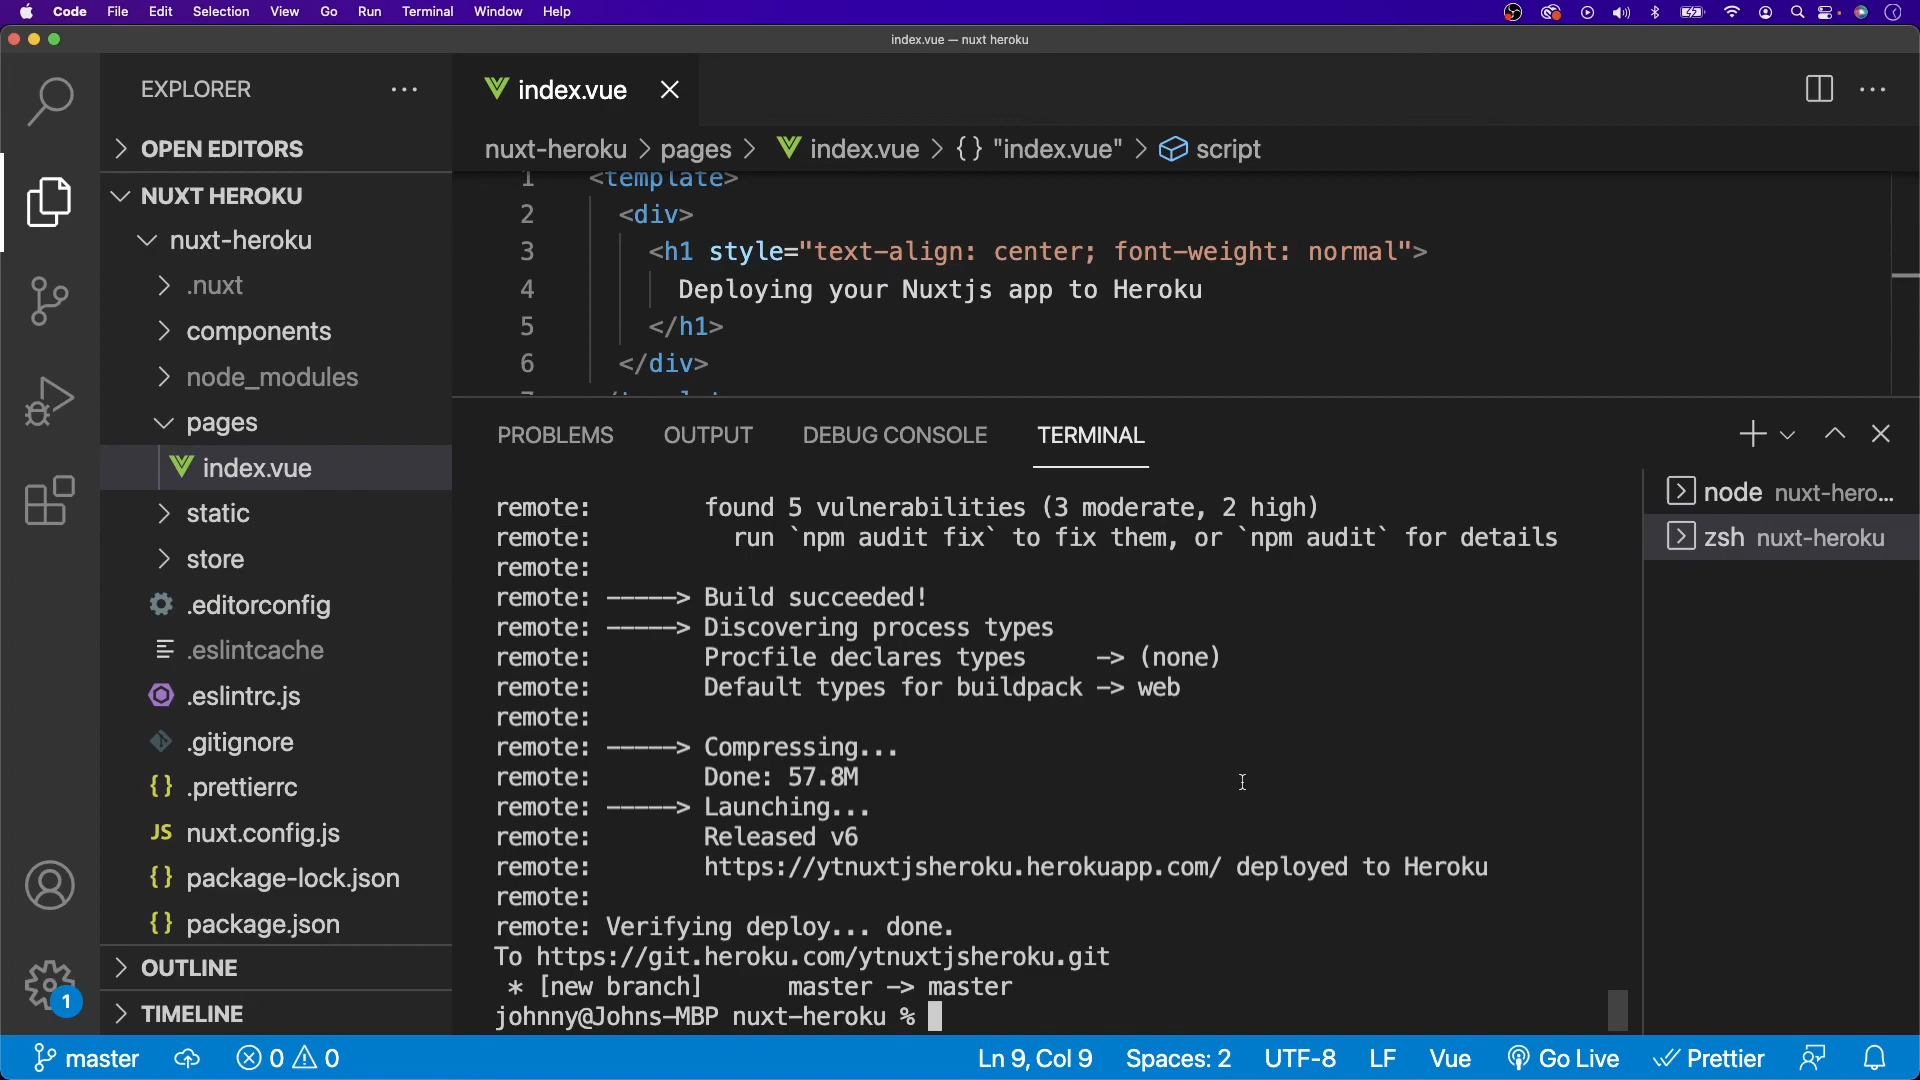 Code File Edit Selection View Go Run Terminal Window Help
index.vue — nuxt heroku
EXPLORER
OPEN EDITORS
NUXT HEROKU
nuxt-heroku
.nuxt
components
node_modules
pages
index.vue
static
store
.editorconfig
.eslintcache
.eslintrc.js
.gitignore
{} .prettierrc
JS nuxt.config.js
{} package-lock.json
{} package.json
OUTLINE
TIMELINE
1
index.vue
nuxt-heroku > pages > index.vue > {} "index.vue" > script
1 <template>
2 <div>
3 <h1 style="text-align: center; font-weight: normal">
4 Deploying your Nuxtjs app to Heroku
5 </h1>
6 </div>
PROBLEMS OUTPUT DEBUG CONSOLE TERMINAL
remote: found 5 vulnerabilities (3 moderate, 2 high)
remote: run `npm audit fix` to fix them, or `npm audit` for details
remote:
remote: -----> Build succeeded!
remote: -----> Discovering process types
remote: Procfile declares types -> (none)
remote: Default types for buildpack -> web
remote:
remote: -----> Compressing...
remote: Done: 57.8M
remote: -----> Launching...
remote: Released v6
remote: https://ytnuxtjsheroku.herokuapp.com/ deployed to Heroku
remote:
remote: Verifying deploy... done.
To https://git.heroku.com/ytnuxtjsheroku.git
* [new branch] master -> master
johnny@Johns-MBP nuxt-heroku %
node nuxt-hero...
zsh nuxt-heroku
master 0 0 Ln 9, Col 9 Spaces: 2 UTF-8 LF Vue Go Live Prettier